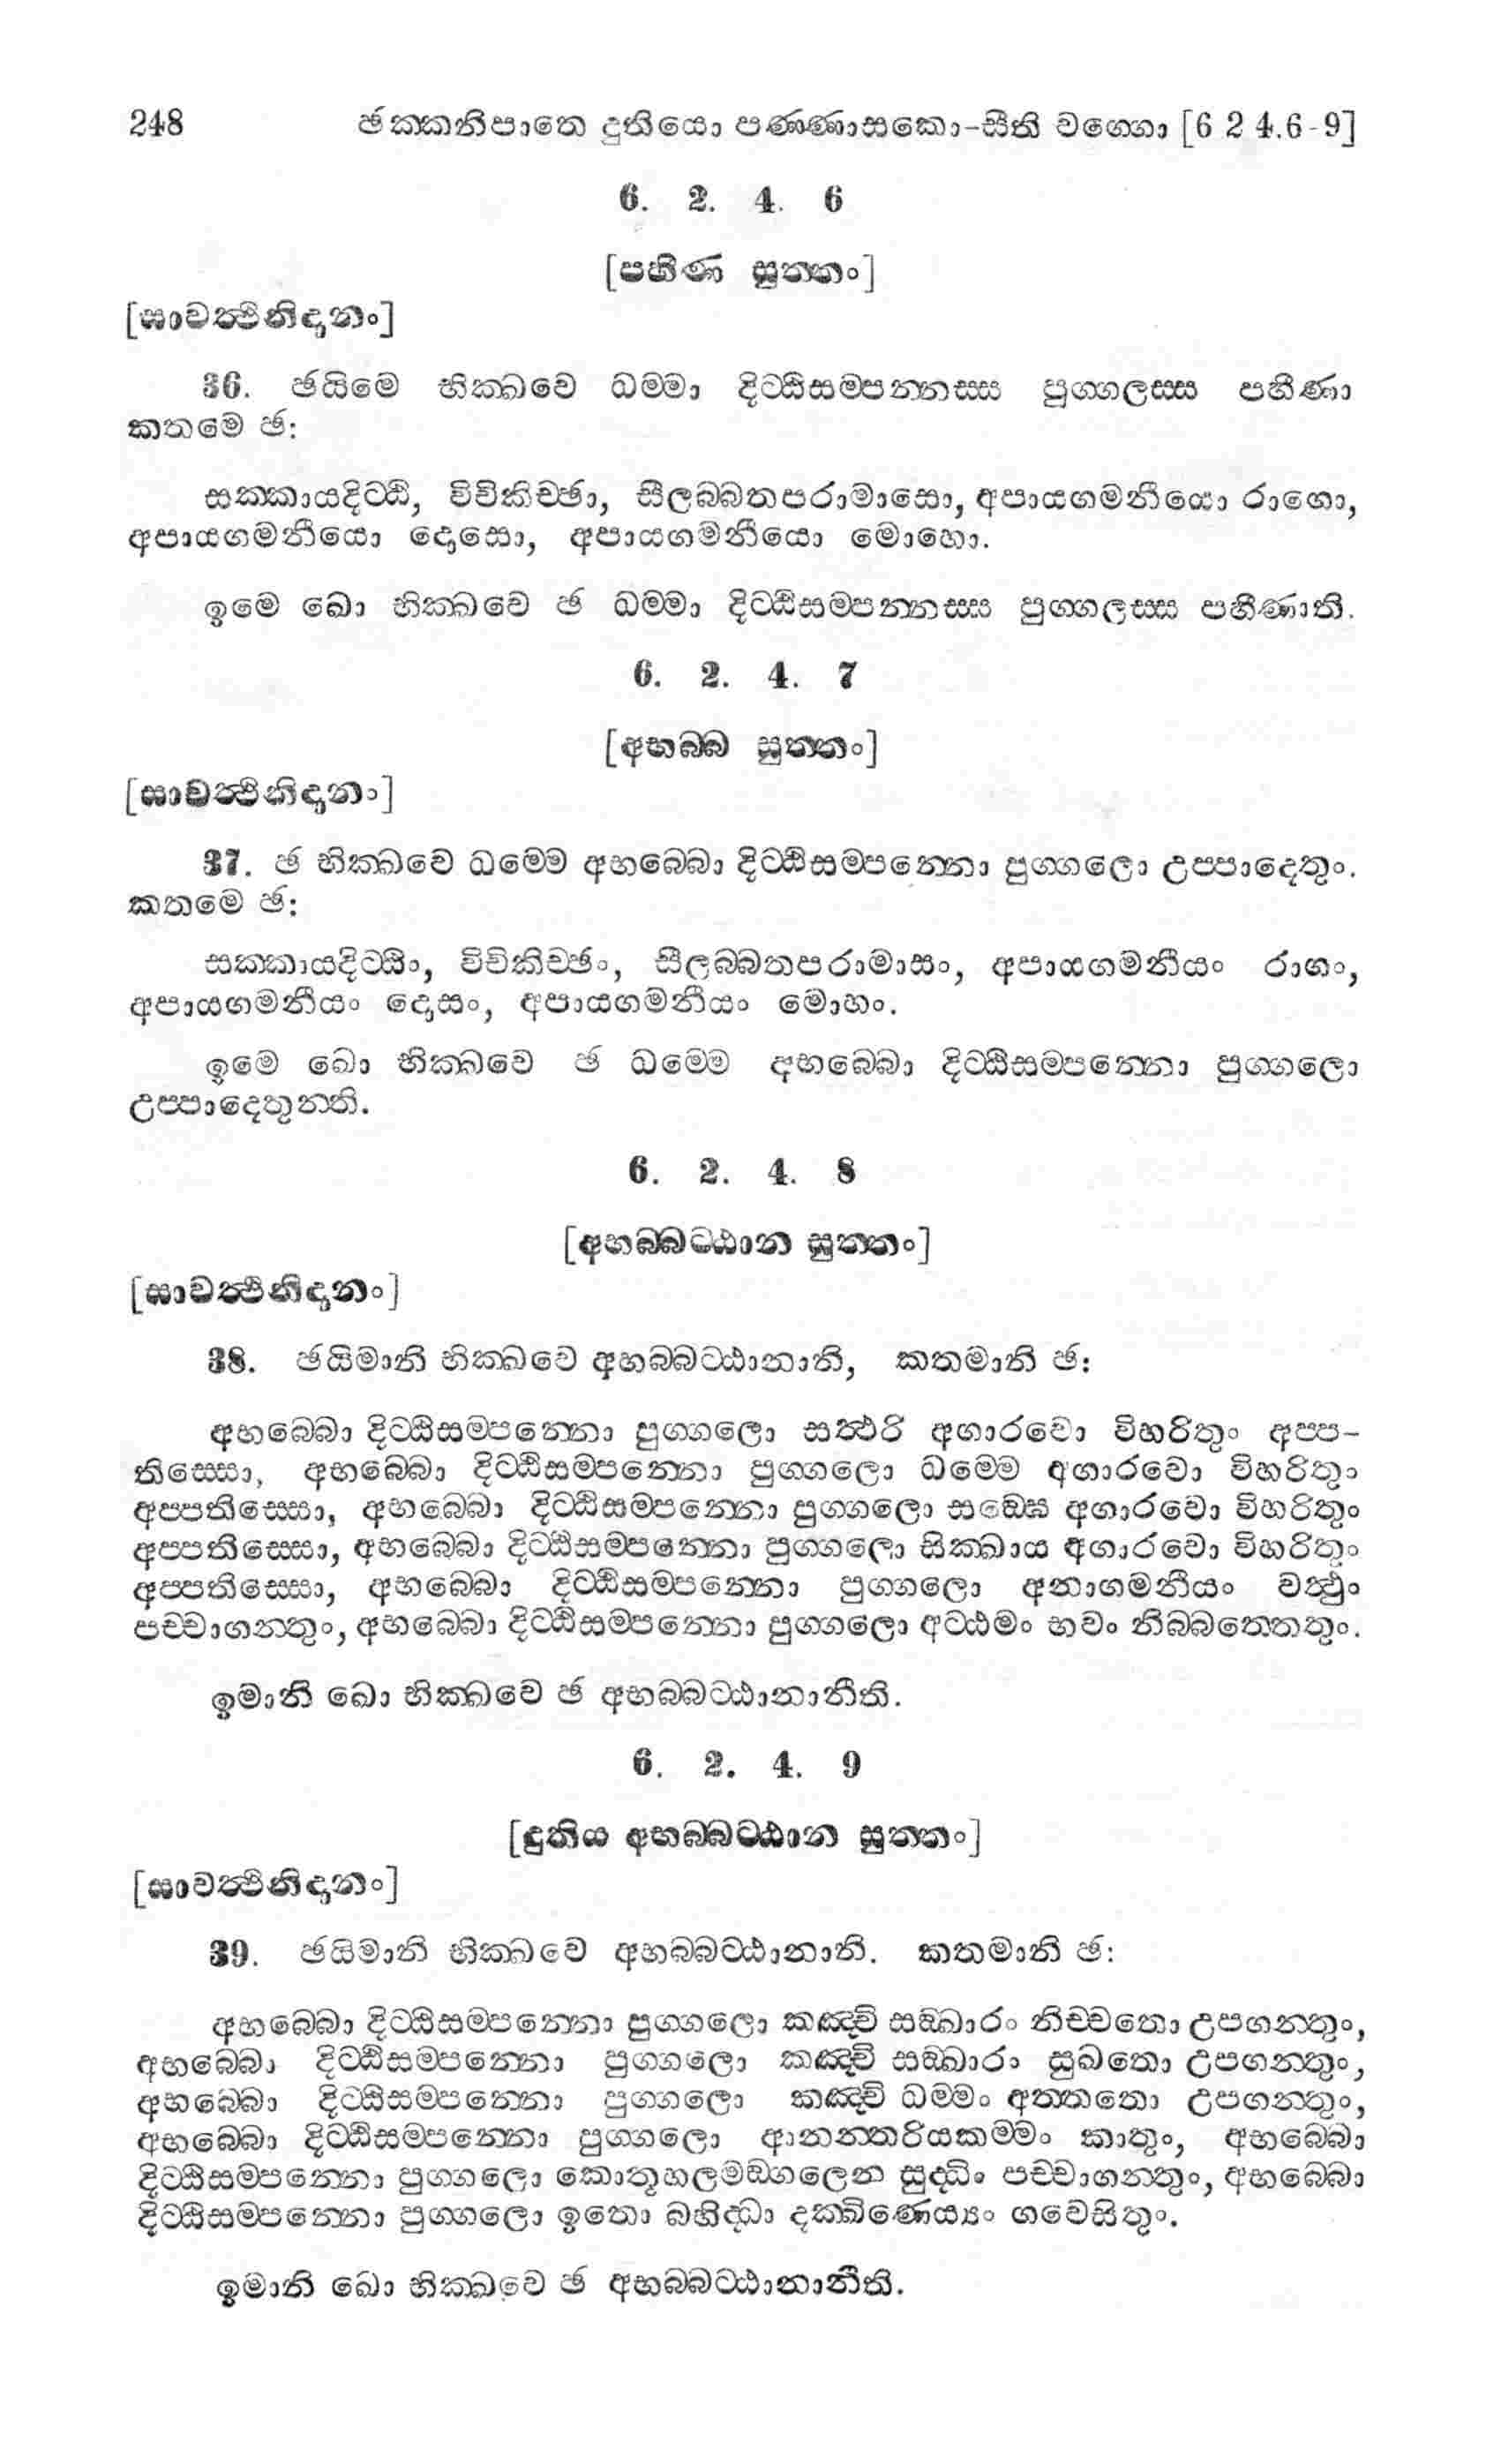 248 ඡක්කනිපාතෙ දුතියො පණ්ණාසකො-සීති වග්ගො [6 2 4.6-9]
6. 2. 4. 6
[පහීණ සුත්තං]
[සාවත්ථිනිදානං]
36. ඡයිමෙ භික්ඛවෙ ධම්මා දිට්ඨිසම්පන්නස්ස පුග්ගලස්ස පහීණා
කතමෙ ඡ:
සක්කායදිට්ඨි, විචිකිච්ඡා, සීලබ්බතපරාමාසො, අපායගමනීයො රාගො,
අපායගමනීයො දොසො, අපායගමනීයො මොහො.
ඉමෙ ඛො භික්ඛවෙ ඡ ධම්මා දිට්ඨිසම්පන්නස්ස පුග්ගලස්ස පහීණාති.
6. 2. 4. 7
[අභබ්බ සුත්තං]
[සාවත්ථිනිදානං]
37. ඡ භික්ඛවෙ ධම්මෙ අභබ්බො දිට්ඨිසම්පන්නො පුග්ගලො උප්පාදෙතුං.
කතමෙ ඡ:
සක්කායදිට්ඨිං, විචිකිච්ඡං, සීලබ්බතපරාමාසං, අපායගමනීයං රාගං,
අපායගමනීයං දොසං, අපායගමනීයං මොහං.
ඉමෙ ඛො භික්ඛවෙ ඡ ධම්මෙ අභබ්බො දිට්ඨිසම්පන්නො පුග්ගලො
උප්පාදෙතුන්ති.
6. 2. 4. 8
[අභබ්බට්ඨාන සුත්තං]
[සාවත්ථිනිදානං]
38. ඡයිමානි භික්ඛවෙ අභබ්බට්ඨානානි, කතමානි ඡ:
අභබ්බො දිට්ඨිසම්පන්නො පුග්ගලො සත්ථරි අගාරවො විහරිතුං අප්ප-
තිස්සො, අභබ්බො දිට්ඨිසම්පන්නො පුග්ගලො ධම්මෙ අගාරවො විහරිතුං
අප්පතිස්සො, අභබ්බො දිට්ඨිසම්පන්නො පුග්ගලො සඞ්ඝෙ අගාරවො විහරිතුං
අප්පතිස්සො, අභබ්බො දිට්ඨිසම්පන්නො පුග්ගලො සික්ඛාය අගාරවො විහරිතුං
අප්පතිස්සො, අභබ්බො දිට්ඨිසම්පන්නො පුග්ගලො අනාගමනීයං වත්ථුං
පච්චාගන්තුං, අභබ්බො දිට්ඨිසම්පන්නො පුග්ගලො අට්ඨමං භවං නිබ්බත්තෙතුං.
ඉමානි ඛො භික්ඛවෙ ඡ අභබ්බට්ඨානානීති.
6. 2. 4. 9
[දුතිය අභබ්බට්ඨාන සුත්තං]
[සාවත්ථිනිදානං]
39. ඡයිමානි භික්ඛවෙ අභබ්බට්ඨානානි. කතමානි ඡ:
අභබ්බො දිට්ඨිසම්පන්නො පුග්ගලො කඤ්චි සඞ්ඛාරං නිච්චතො උපගන්තුං,
අභබ්බො දිට්ඨිසම්පන්නො පුග්ගලො කඤ්චි සඞ්ඛාරං සුඛතො උපගන්තුං,
අභබ්බො දිට්ඨිසම්පන්නො පුග්ගලො කඤ්චි ධම්මං අත්තතො උපගන්තුං,
අභබ්බො දිට්ඨිසම්පන්නො පුග්ගලො ආනන්තරියකම්මං කාතුං, අභබ්බො
දිට්ඨිසම්පන්නො පුග්ගලො කොතුහලමඞ්ගලෙන සුද්ධිං පච්චාගන්තුං, අභබ්බො
දිට්ඨිසම්පන්නො පුග්ගලො ඉතො බහිද්ධා දක්ඛිණෙය්‍යං ගවෙසිතුං.
ඉමානි ඛො භික්ඛවෙ ඡ අභබ්බට්ඨානානීති.